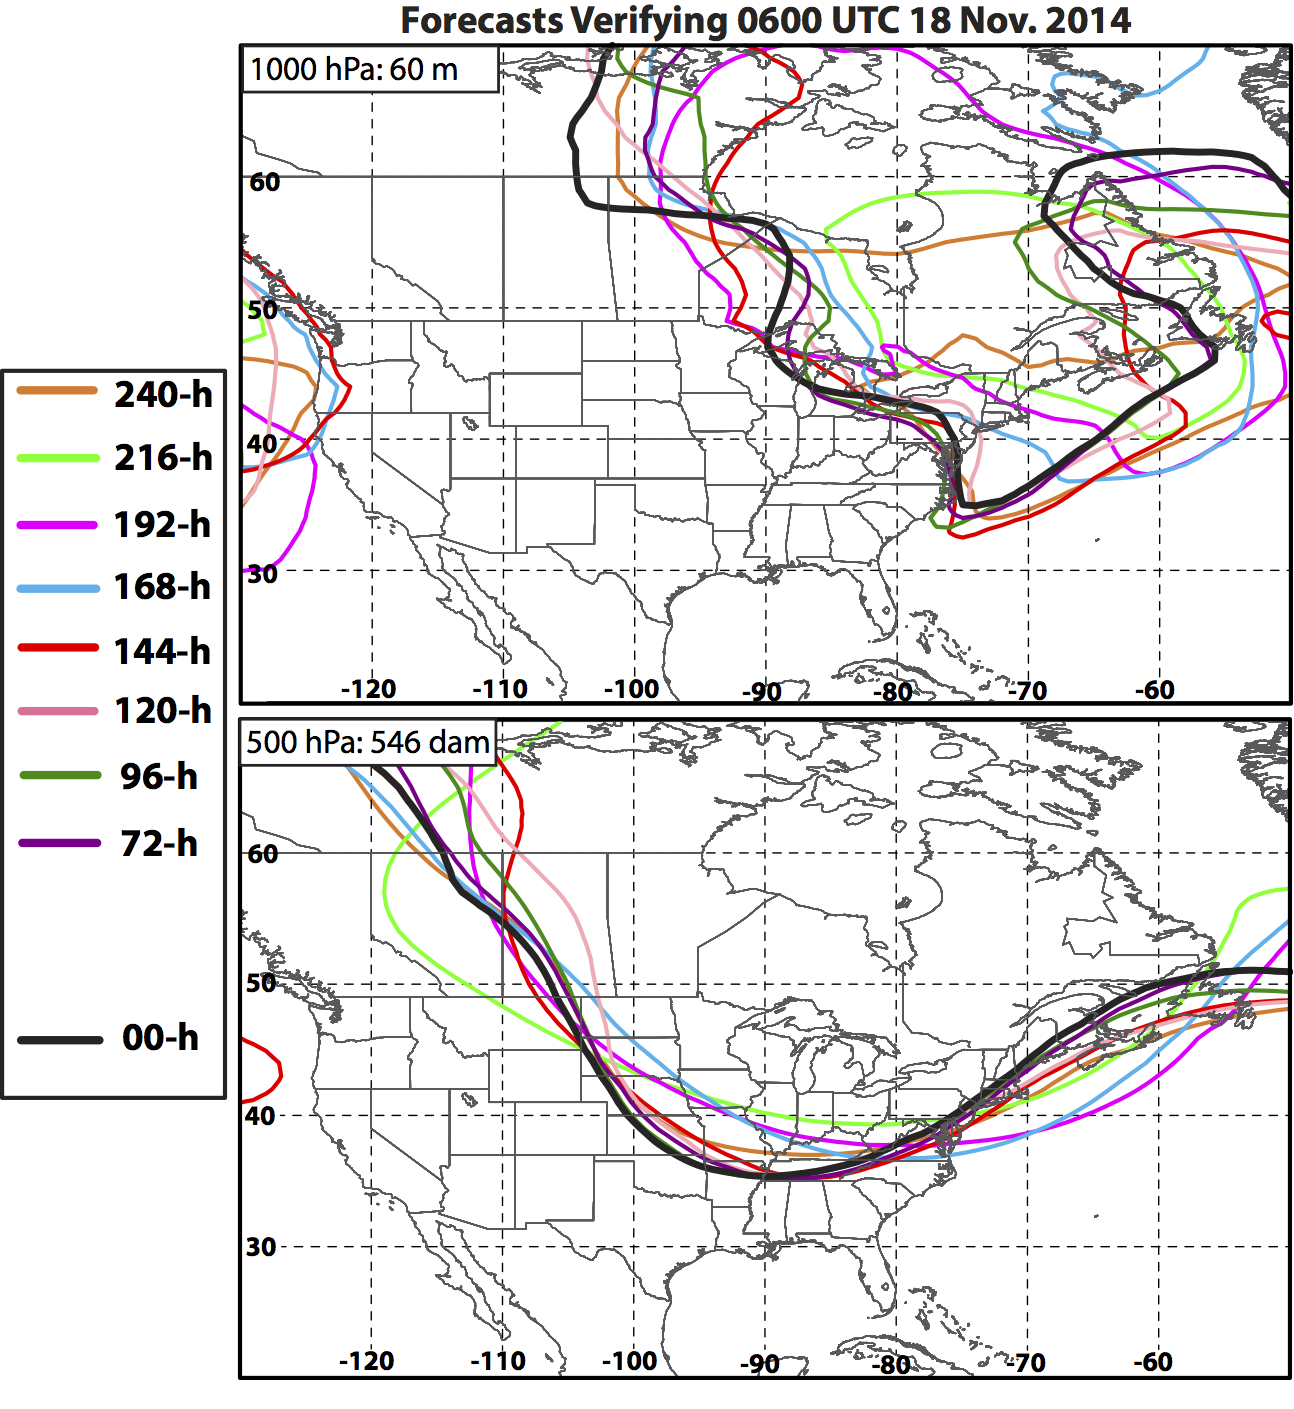 Forecasts Verifying 0600 UTC 18 Nov. 2014
1000 hPa: 60 m
60
50
40
30
-120 -110 -100 -90 -80 -70 -60
240-h
216-h
192-h
168-h
144-h
120-h
96-h
72-h
00-h
500 hPa: 546 dam
60
50
40
30
-120 -110 -100 -90 -80 -70 -60